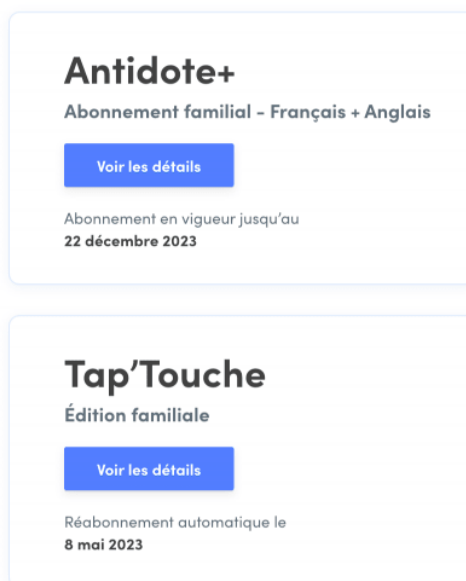 Antidote+
Abonnement familial - Français + Anglais
Voir les détails
Abonnement en vigueur jusqu’au
22 décembre 2023
Tap’Touche
Édition familiale
Voir les détails
Réabonnement automatique le
8 mai 2023